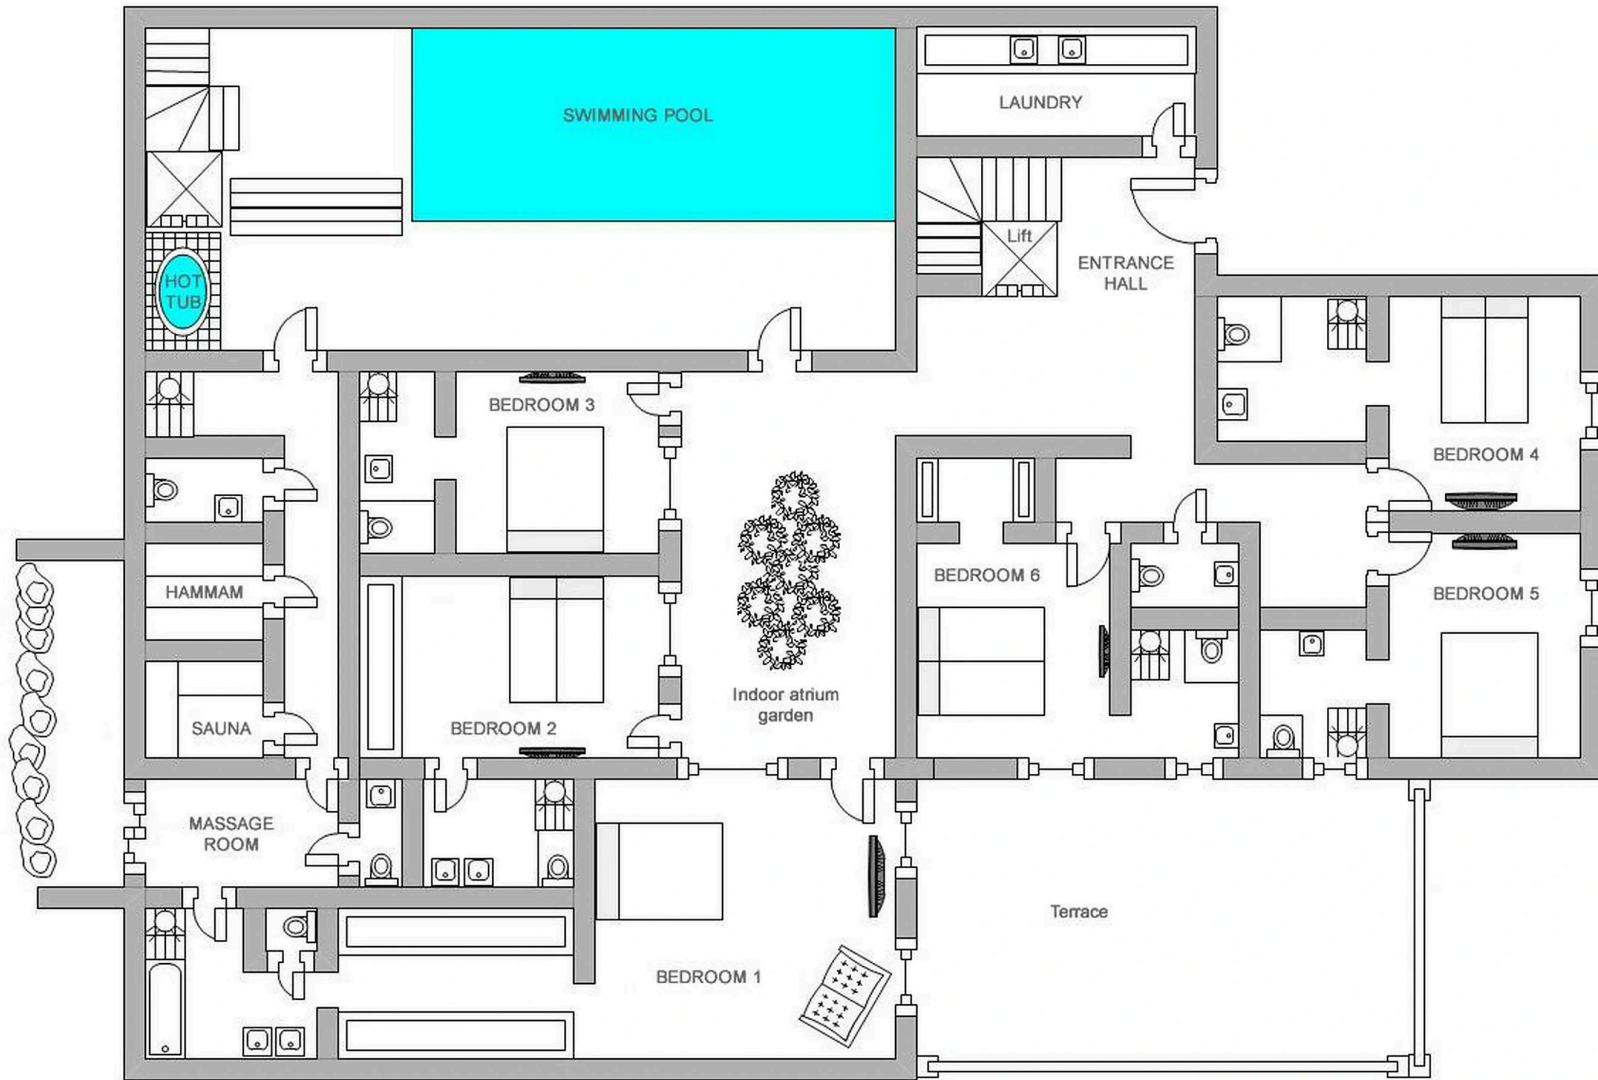 LAUNDRY
SWIMMING POOL
Lift
ENTRANCE
HALL
HOT
TUB
BEDROOM 3
BEDROOM 4
BEDROOM 6
HAMMAM
BEDROOM 5
Indoor atrium
garden
SAUNA
BEDROOM 2
MASSAGE
ROOM
Terrace
BEDROOM 1